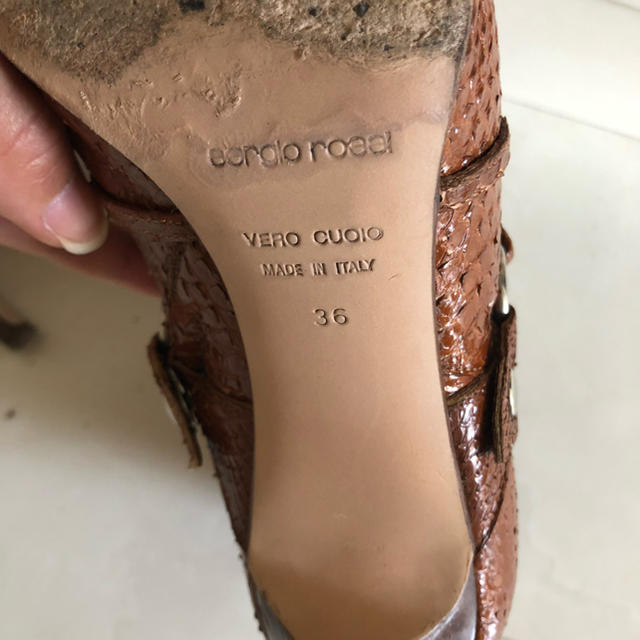 sergio rossi
VERO CUOIO
MADE IN ITALY
36